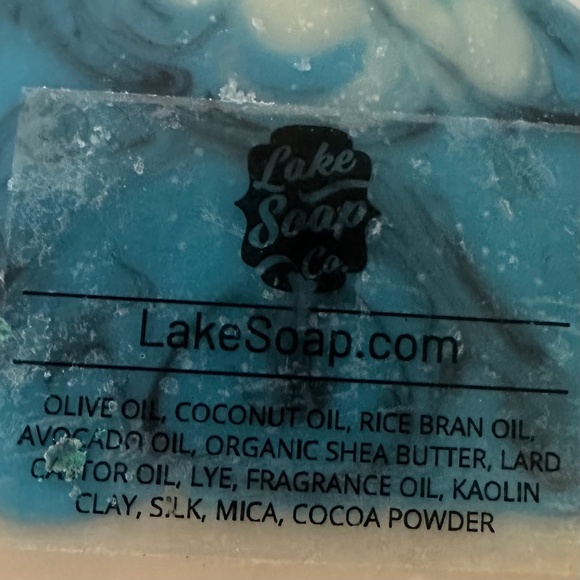 Lake
Soap
Co.
LakeSoap.com
OLIVE OIL, COCONUT OIL, RICE BRAN OIL,
AVOCADO OIL, ORGANIC SHEA BUTTER, LARD
CASTOR OIL, LYE, FRAGRANCE OIL, KAOLIN
CLAY, SILK, MICA, COCOA POWDER